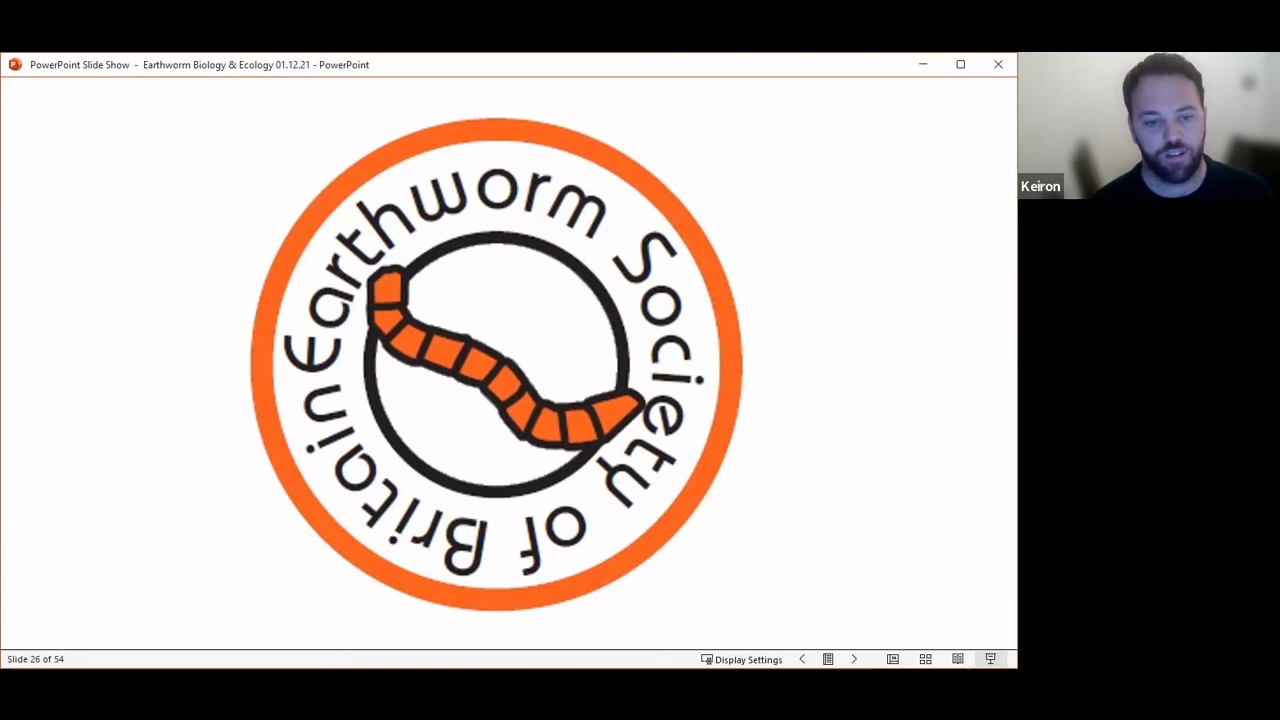 PowerPoint Slide Show - Earthworm Biology & Ecology 01.12.21 - PowerPoint
Earthworm Society of Britain
Keiron
Slide 26 of 54
Display Settings